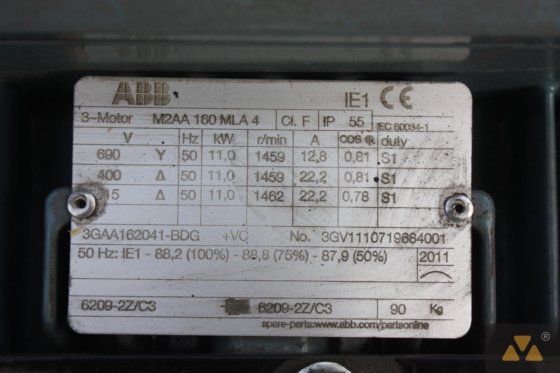 ABB IE1 CE
3-Motor M2AA 160 MLA 4 Cl. F IP 55 IEC 60034-1
V Hz kW r/min A cos φ duty
690 Y 50 11,0 1459 12,8 0,81 S1
400 Δ 50 11,0 1459 22,2 0,81 S1
15 Δ 50 11,0 1462 22,2 0,78 S1
3GAA162041-BDG +VC No. 3GV1110719684001
50 Hz: IE1 - 88,2 (100%) - 88,8 (75%) - 87,9 (50%) 2011
6209-2Z/C3 6209-2Z/C3 90 Kg
spare-parts:www.abb.com/partsonline
®